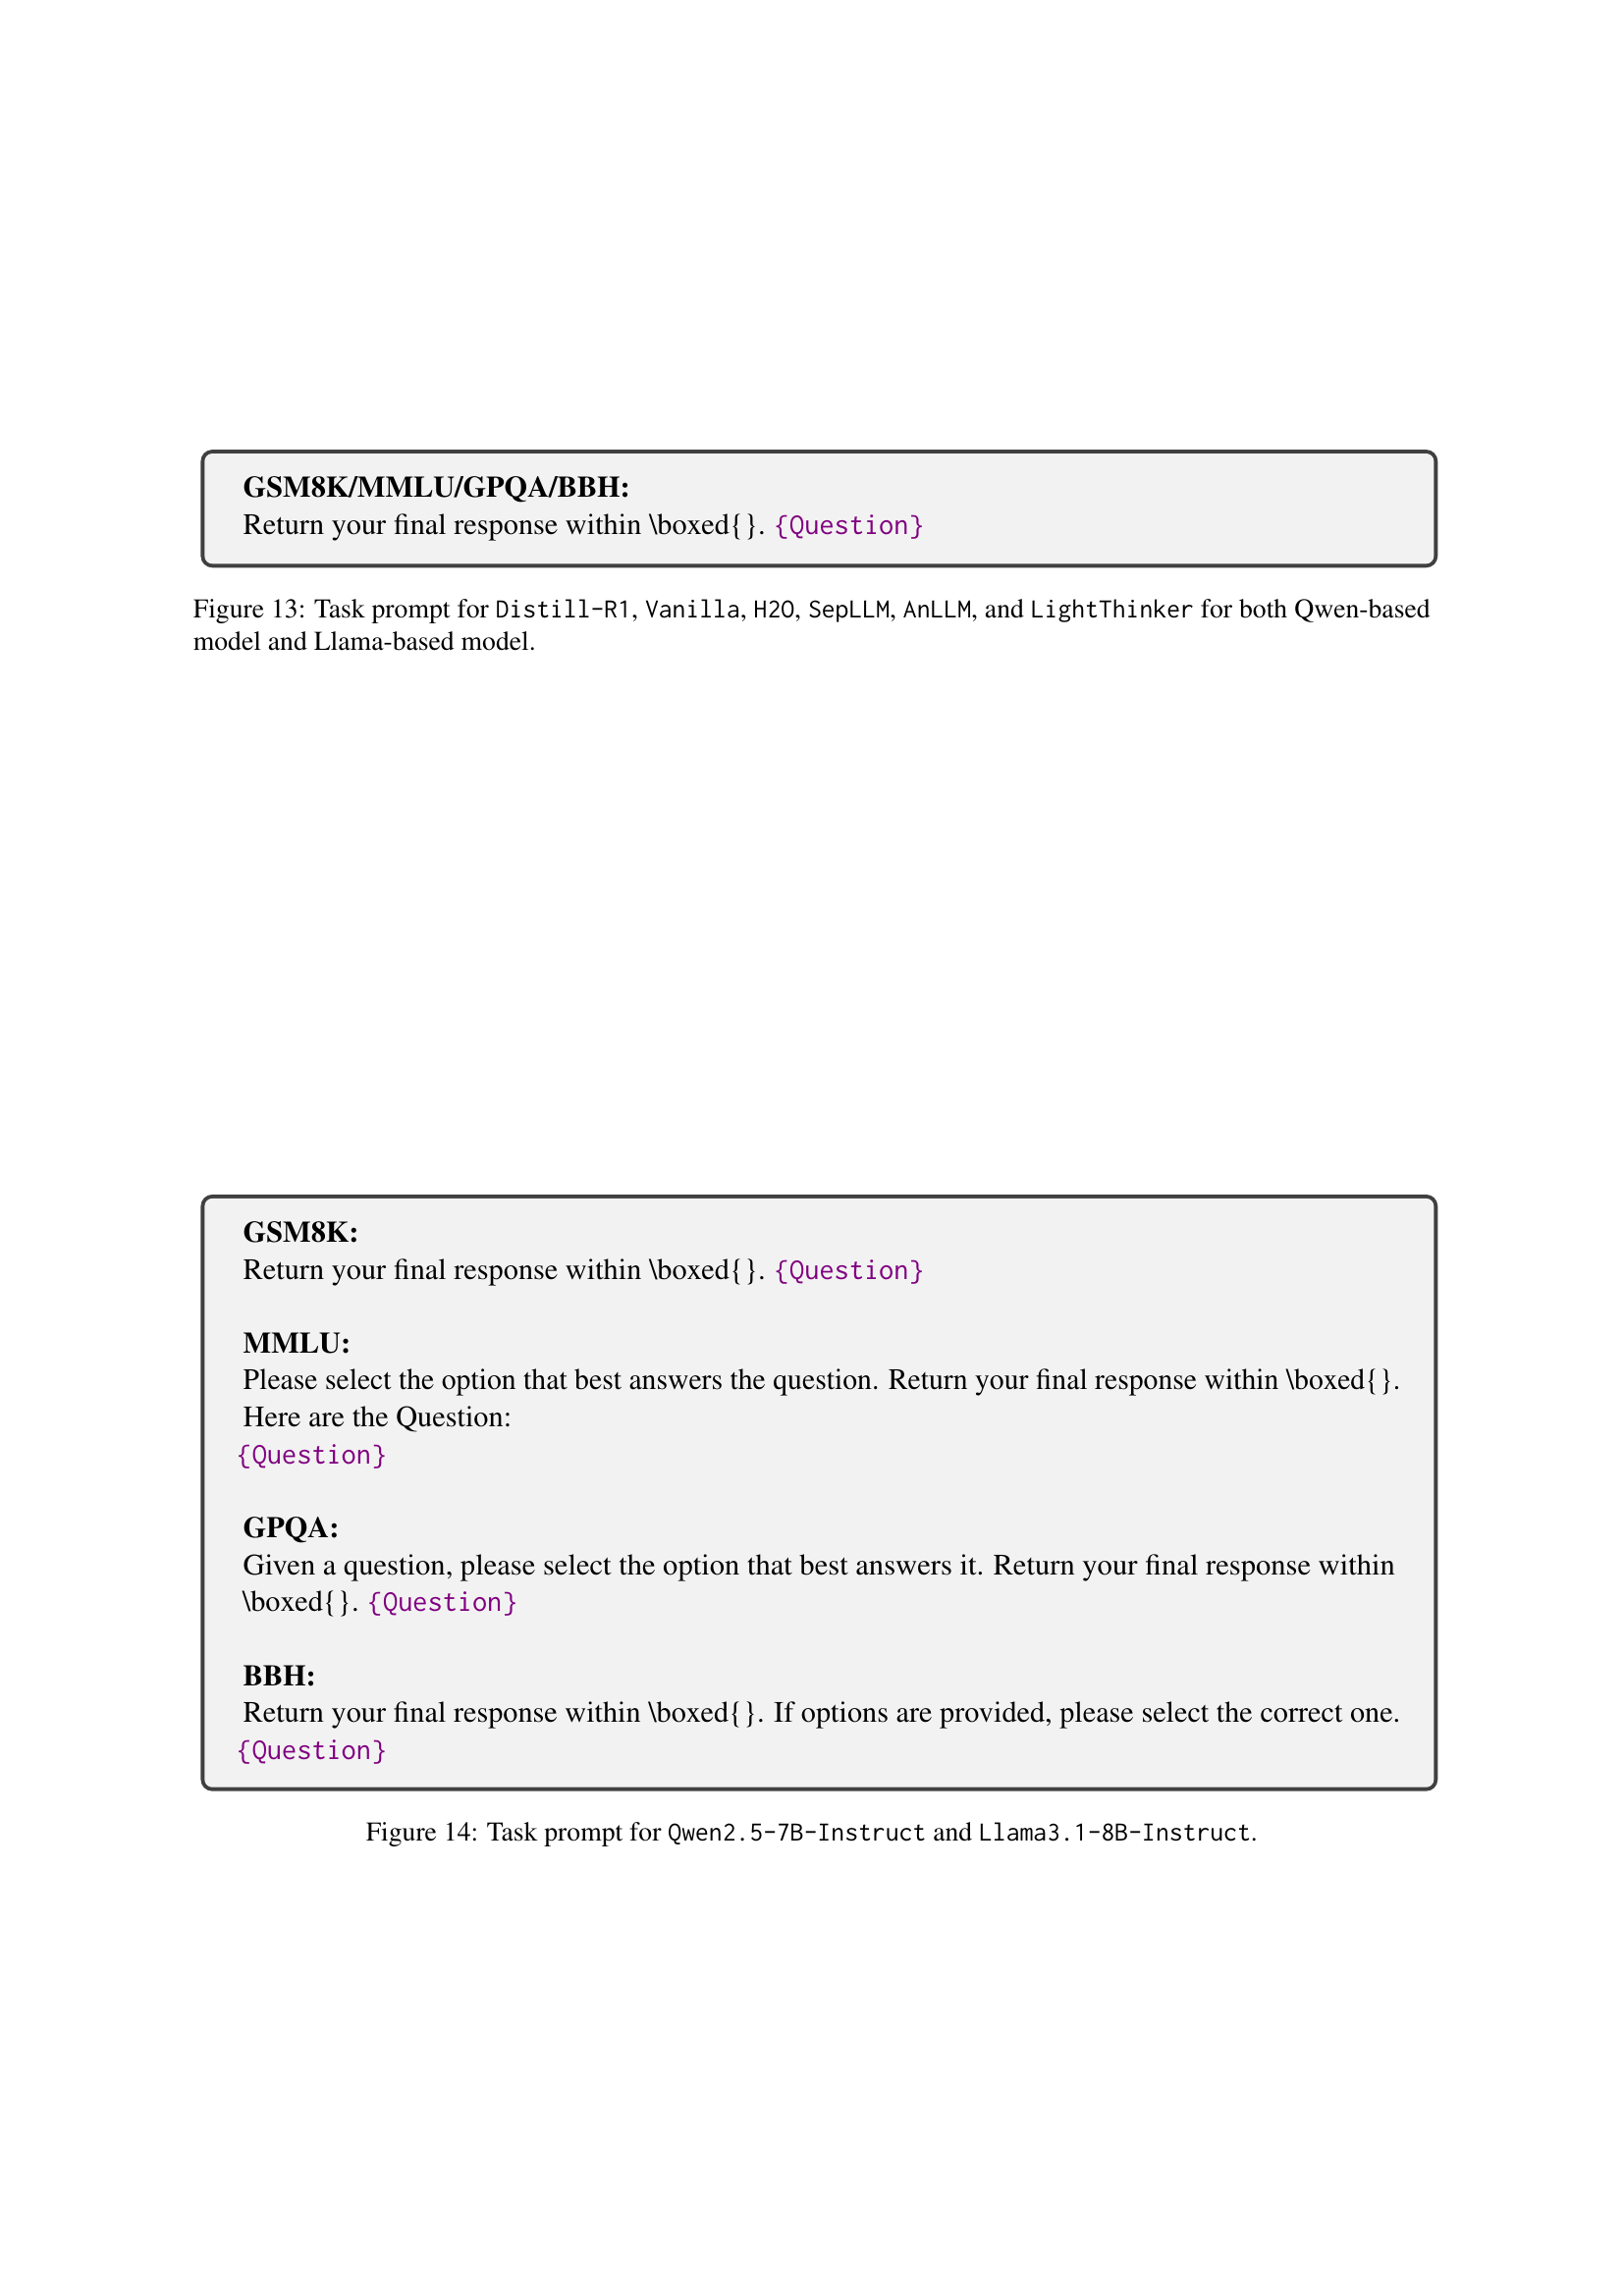 GSM8K/MMLU/GPQA/BBH:
Return your final response within \boxed{}. {Question}
Figure 13: Task prompt for Distill-R1, Vanilla, H2O, SepLLM, AnLLM, and LightThinker for both Qwen-based
model and Llama-based model.
GSM8K:
Return your final response within \boxed{}. {Question}
MMLU:
Please select the option that best answers the question. Return your final response within \boxed{}.
Here are the Question:
{Question}
GPQA:
Given a question, please select the option that best answers it. Return your final response within
\boxed{}. {Question}
BBH:
Return your final response within \boxed{}. If options are provided, please select the correct one.
{Question}
Figure 14: Task prompt for Qwen2.5-7B-Instruct and Llama3.1-8B-Instruct.